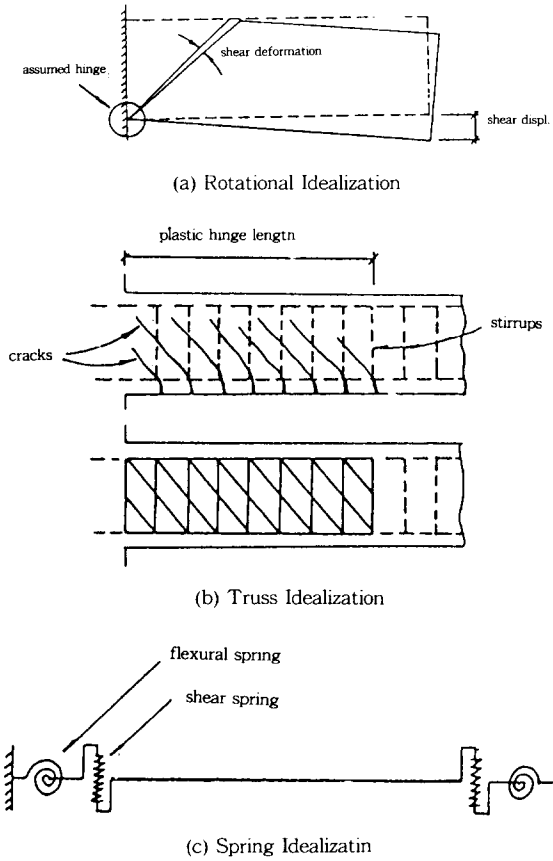 shear deformation
assumed hinge
shear displ.
(a) Rotational Idealization
plastic hinge length
stirrups
cracks
(b) Truss Idealization
flexural spring
shear spring
(c) Spring Idealizatin